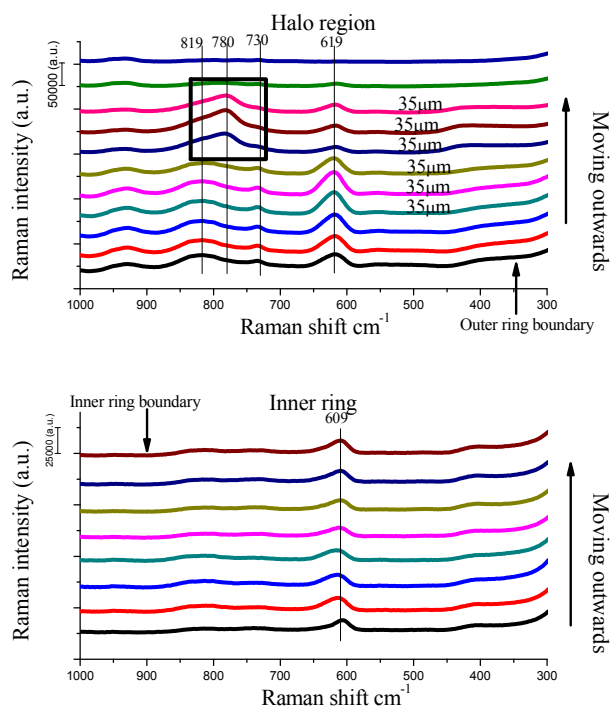 Halo region
819 780 730 619
50000 (a.u.)
35μm
35μm
35μm
35μm
35μm
35μm
Raman intensity (a.u.)
Moving outwards
1000 900 800 700 600 500 400 300
Raman shift cm-1
Outer ring boundary
Inner ring boundary
Inner ring
609
25000 (a,u.)
Raman intensity (a.u.)
Moving outwards
1000 900 800 700 600 500 400 300
Raman shift cm-1